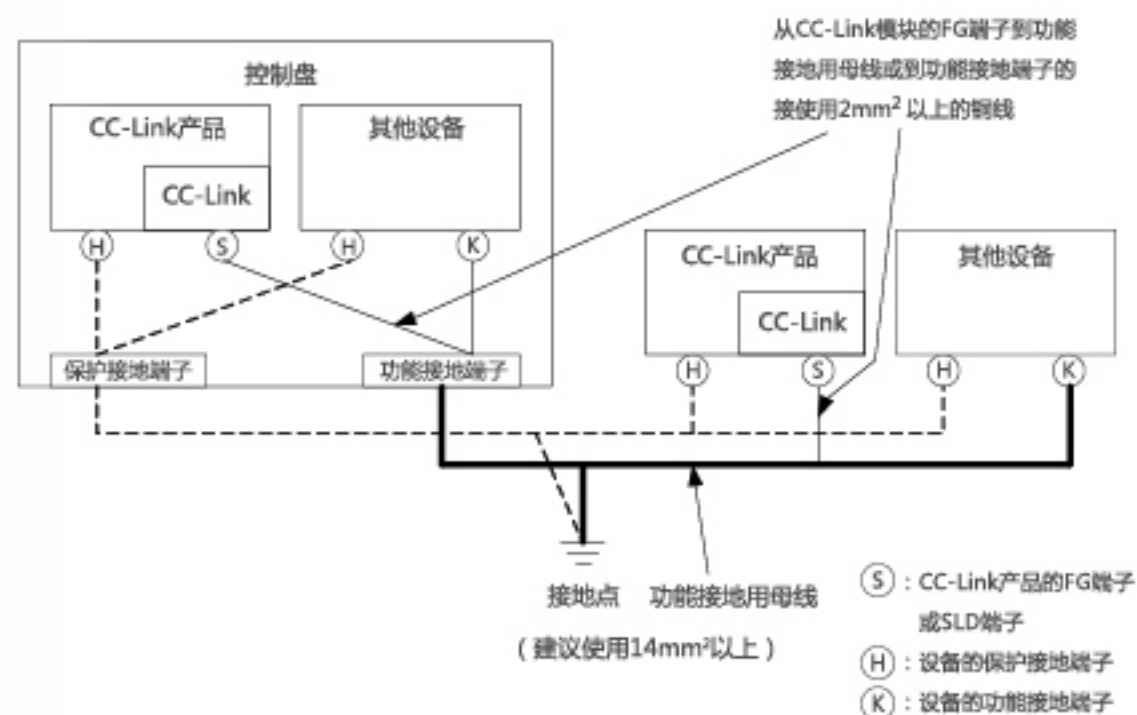 从CC-Link模块的FG端子到功能
接地用母线或到功能接地端子的
接使用2mm² 以上的铜线
控制盘
CC-Link产品
CC-Link
其他设备
H
S
H
K
保护接地端子
功能接地端子
CC-Link产品
CC-Link
其他设备
H
S
H
K
接地点
功能接地用母线
(建议使用14mm²以上)
S:CC-Link产品的FG端子
或SLD端子
H:设备的保护接地端子
K:设备的功能接地端子